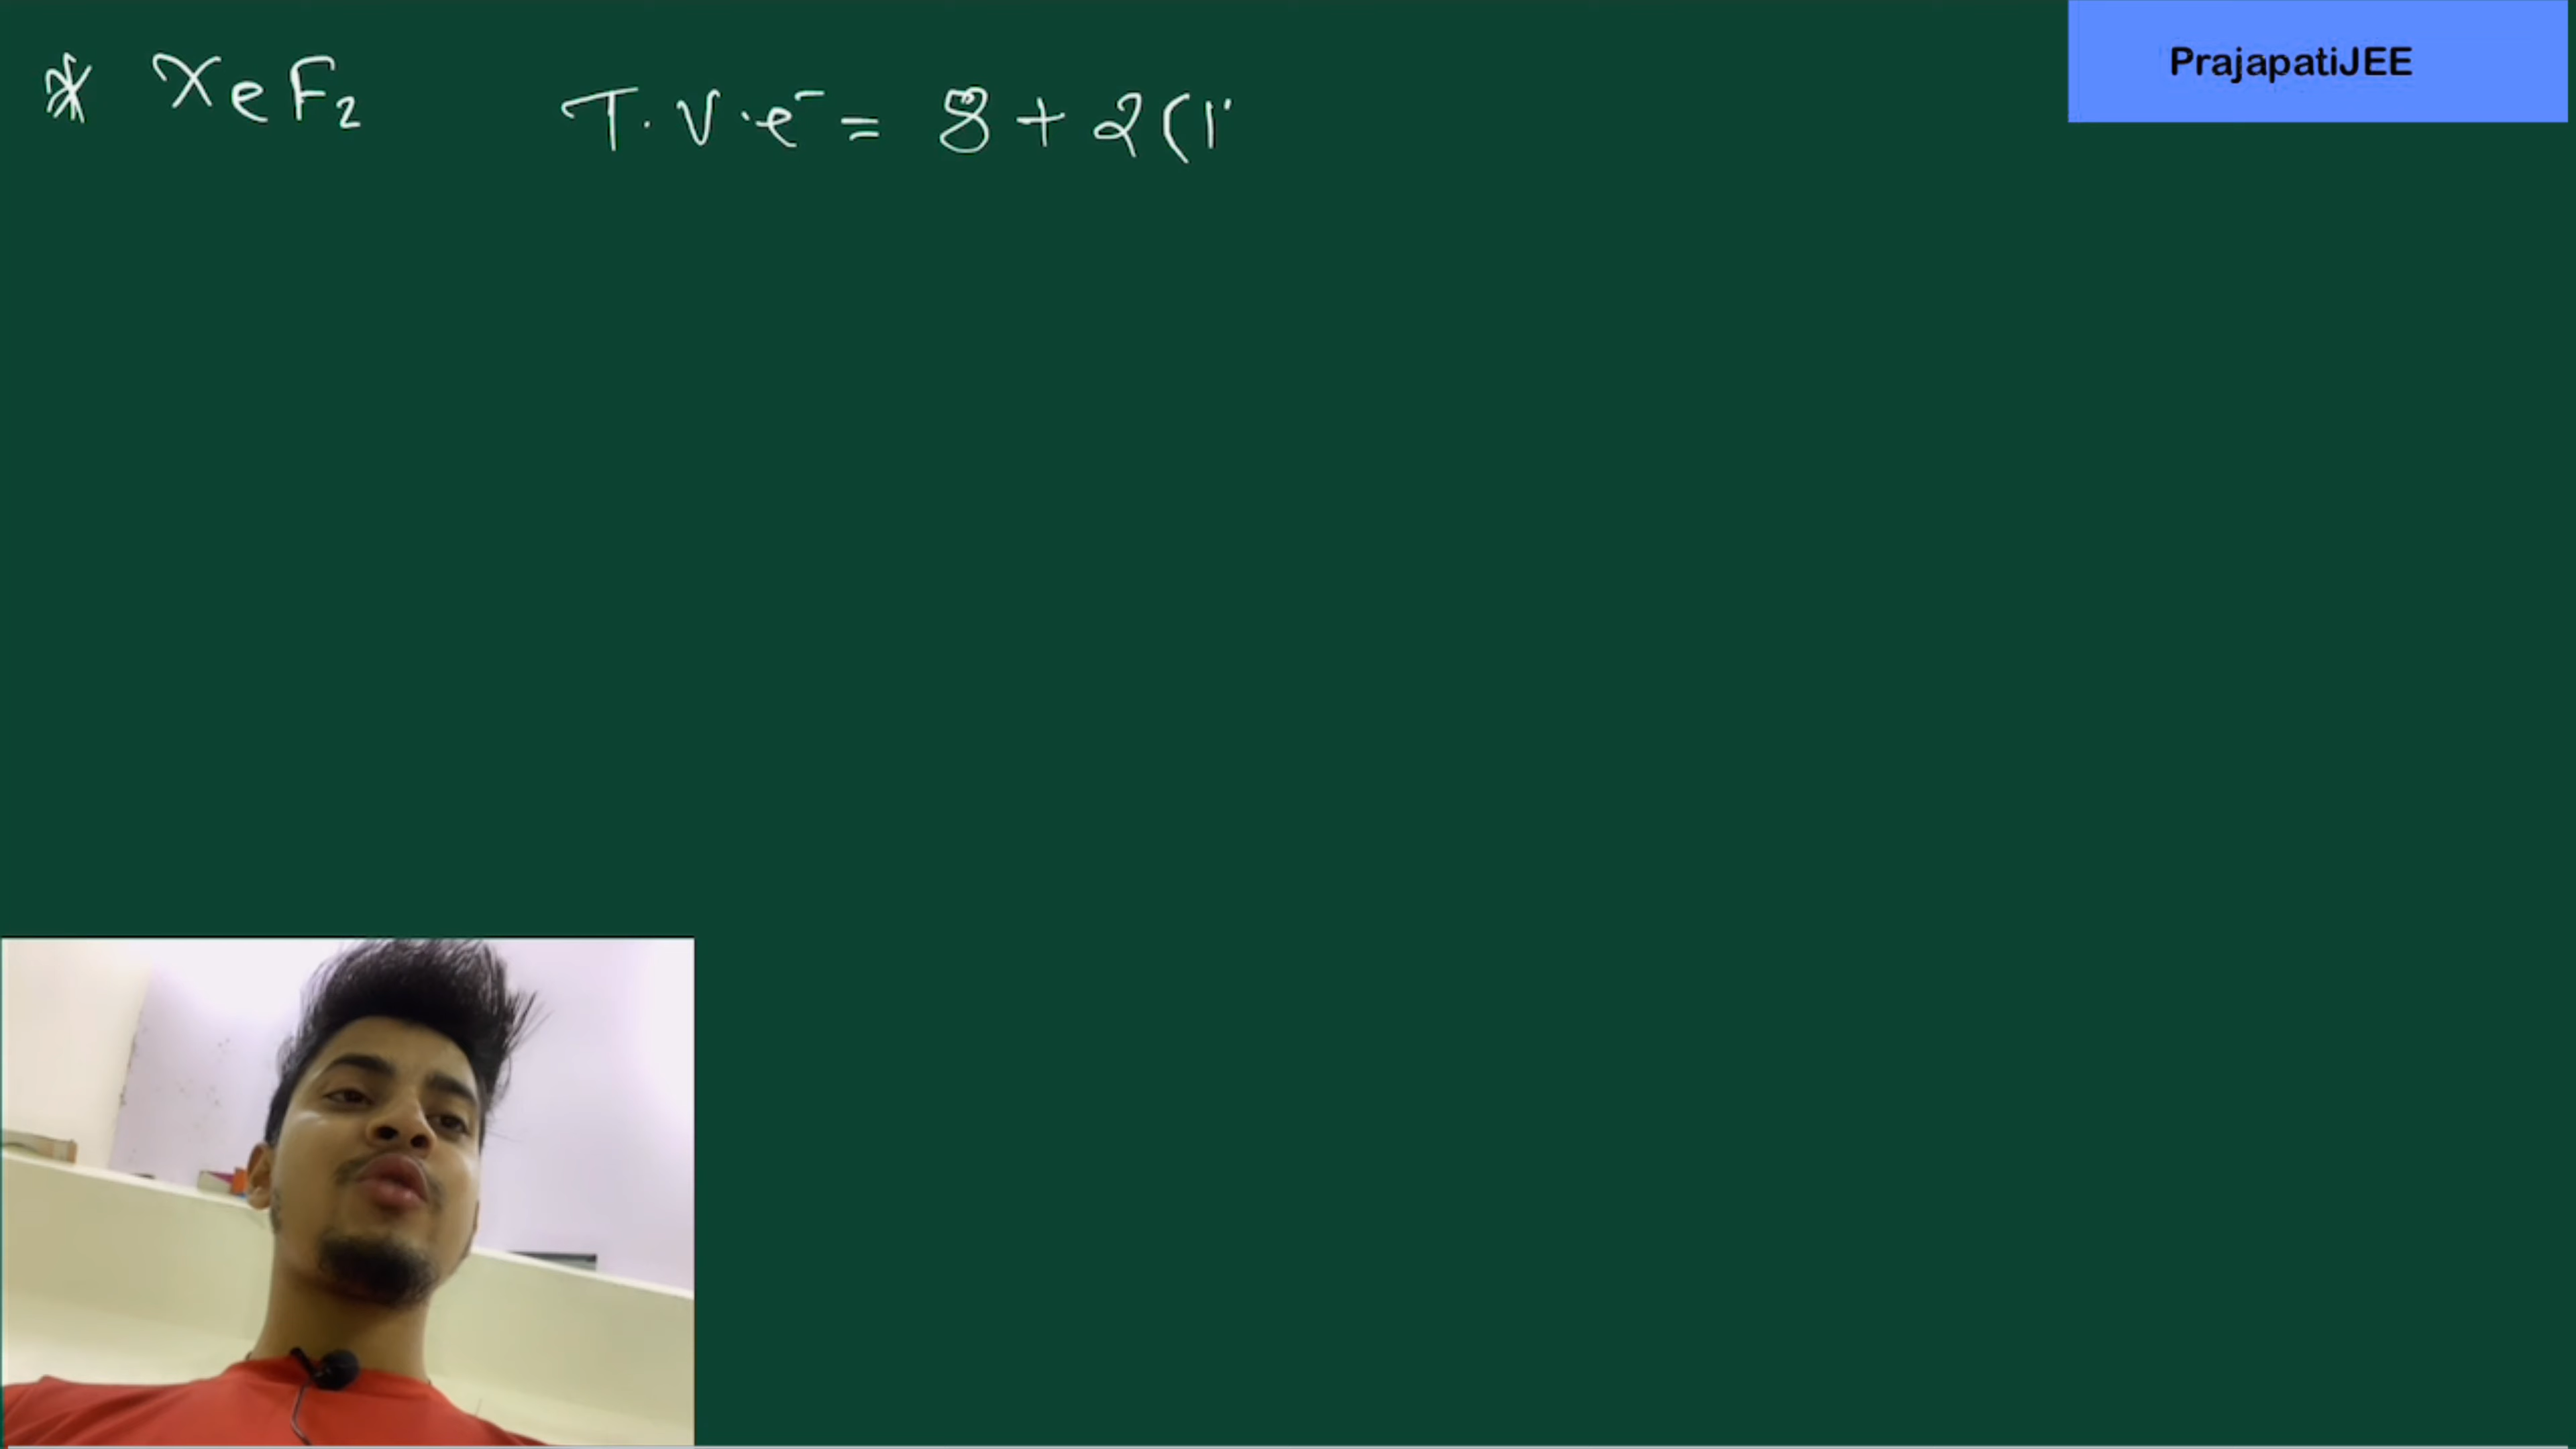 * XeF₂ T.V.e⁻ = 8 + 2(1
PrajapatiJEE